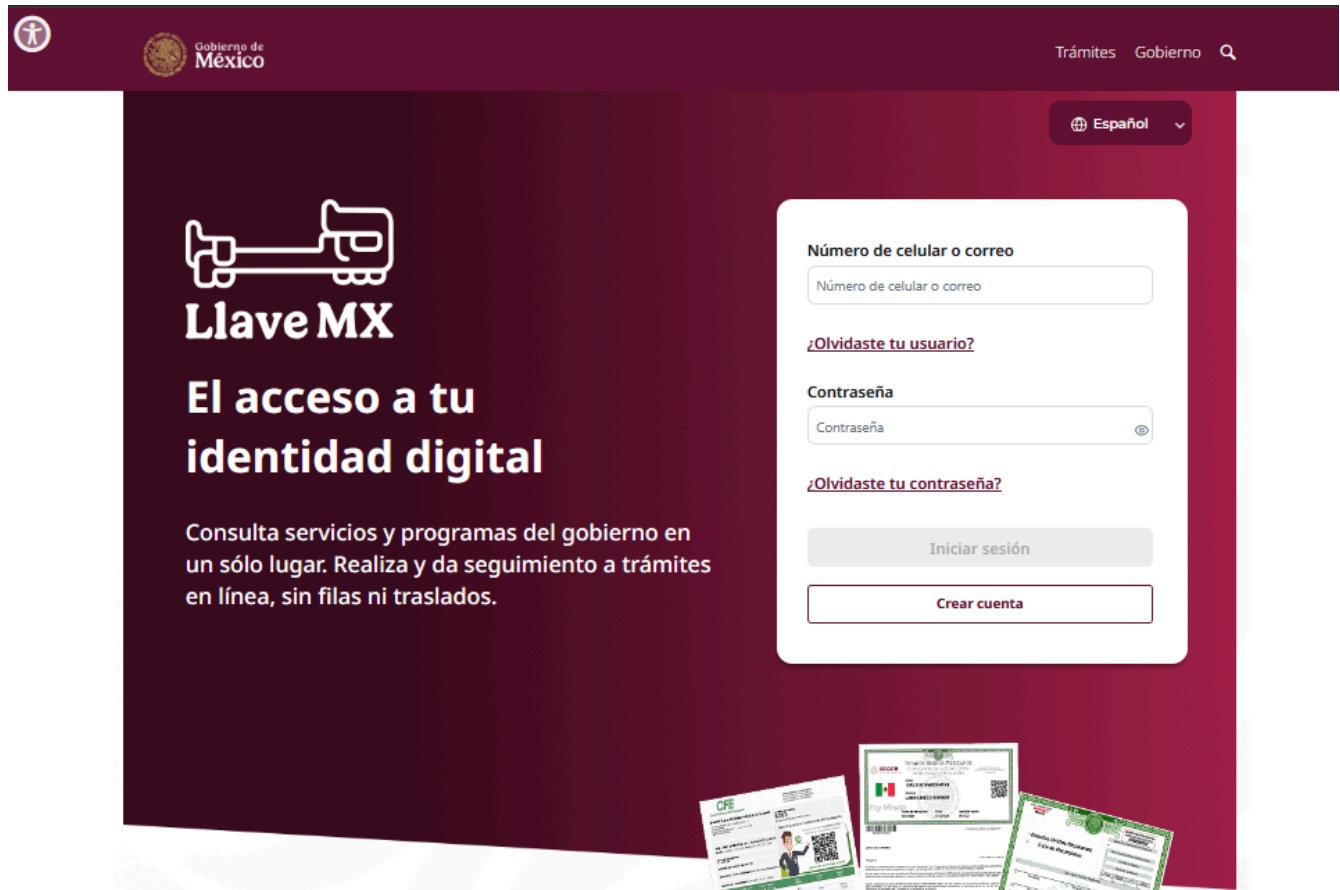 Gobierno de
México
Trámites Gobierno
Español
Llave MX
El acceso a tu
identidad digital
Consulta servicios y programas del gobierno en
un sólo lugar. Realiza y da seguimiento a trámites
en línea, sin filas ni traslados.
Número de celular o correo
Número de celular o correo
¿Olvidaste tu usuario?
Contraseña
Contraseña
¿Olvidaste tu contraseña?
Iniciar sesión
Crear cuenta
CFE